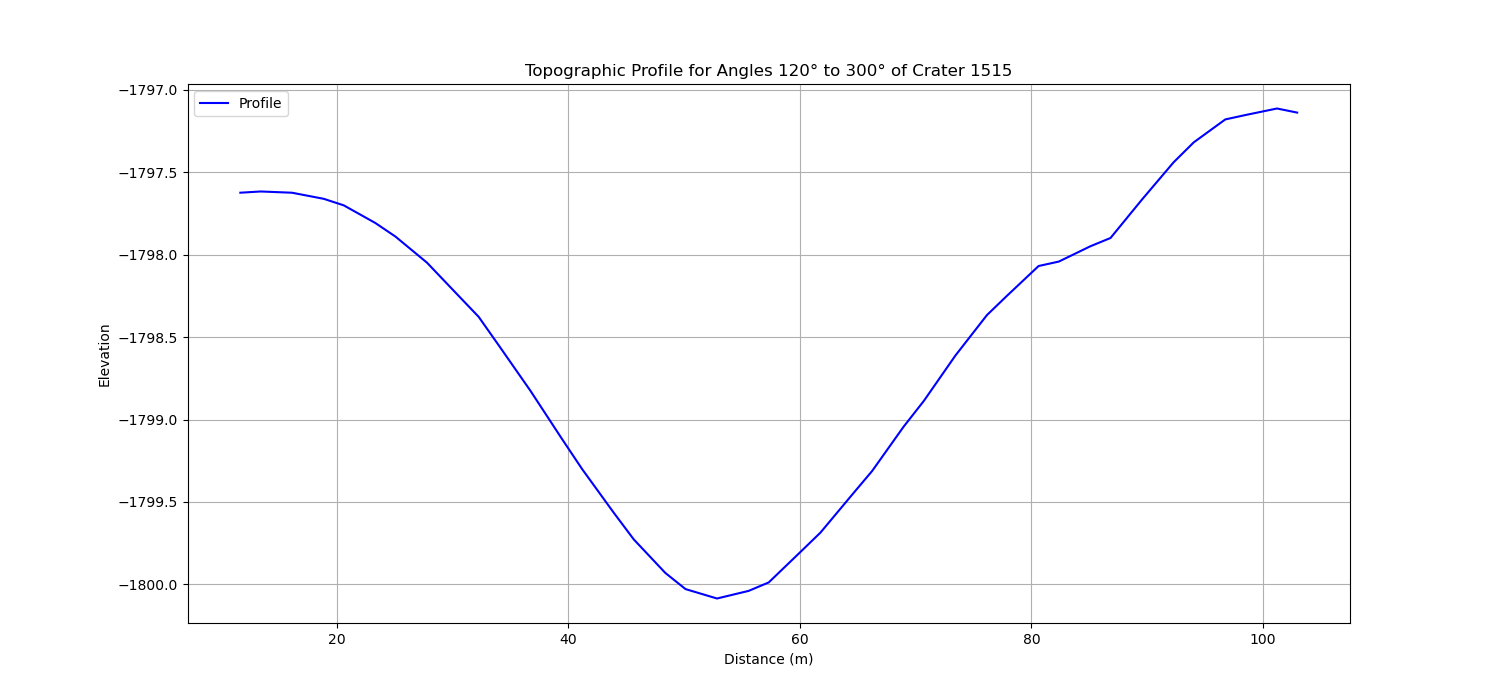 Topographic Profile for Angles 120° to 300° of Crater 1515
−1797.0
Profile
−1797.5
−1798.0
−1798.5
Elevation
−1799.0
−1799.5
−1800.0
20 40 60 80 100
Distance (m)